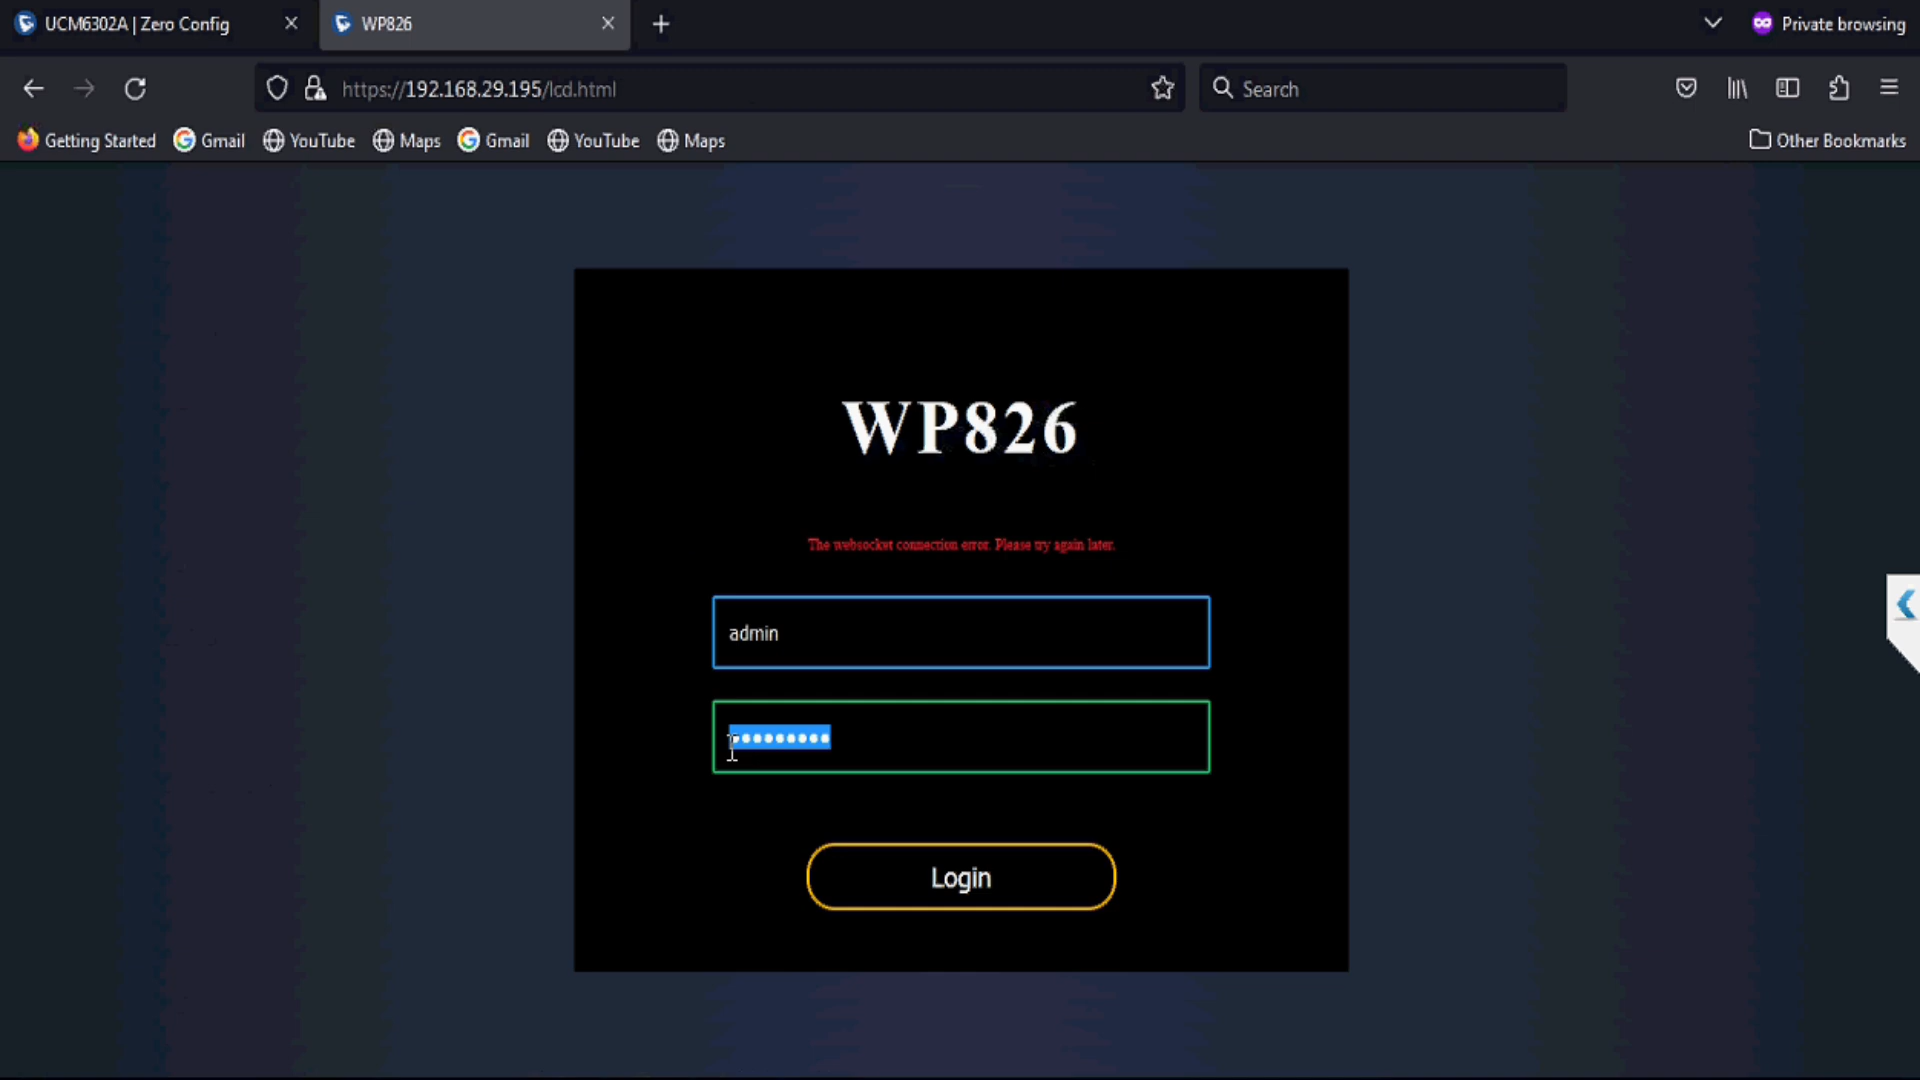 UCM6302A | Zero Config
WP826
Private browsing
https://192.168.29.195/lcd.html
Search
Getting Started
Gmail
YouTube
Maps
Gmail
YouTube
Maps
Other Bookmarks
WP826
The websocket connection error. Please try again later.
admin
Login